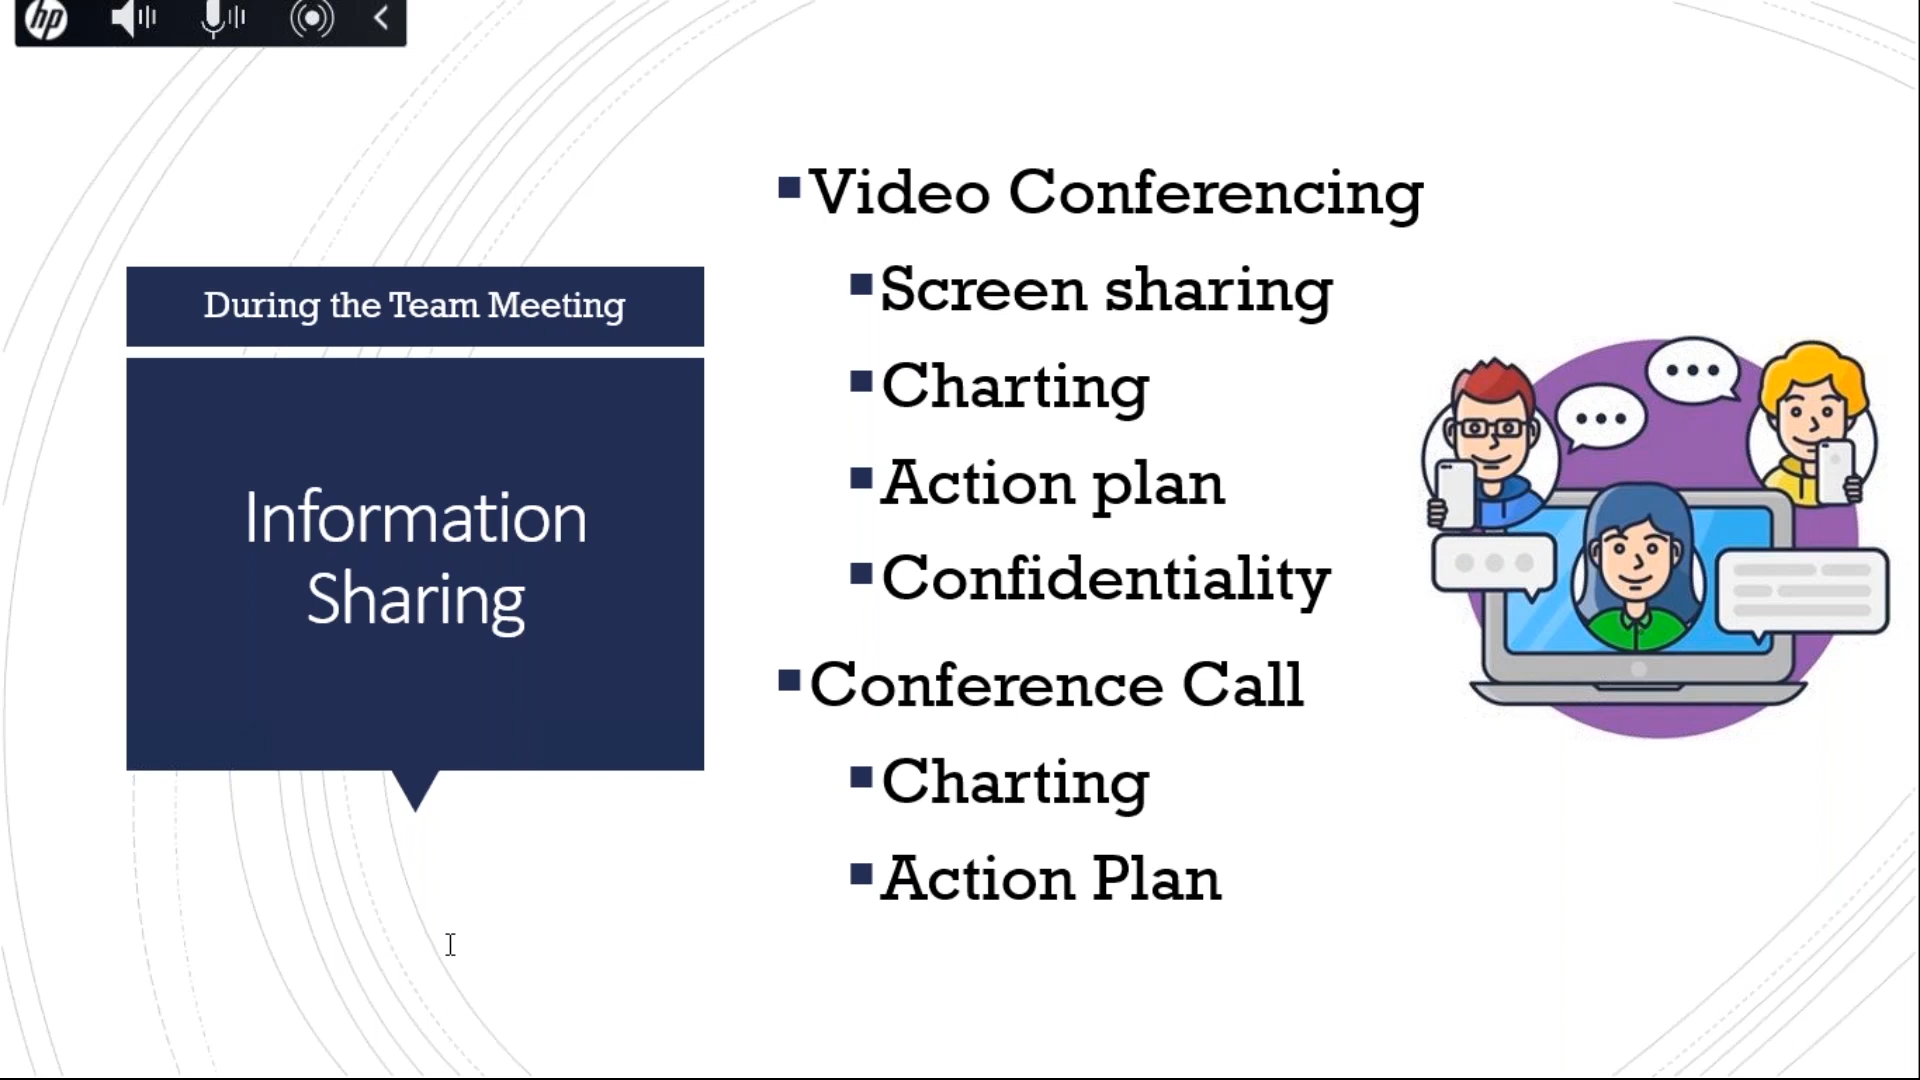 hp
During the Team Meeting
Information
Sharing
Video Conferencing
Screen sharing
Charting
Action plan
Confidentiality
Conference Call
Charting
Action Plan